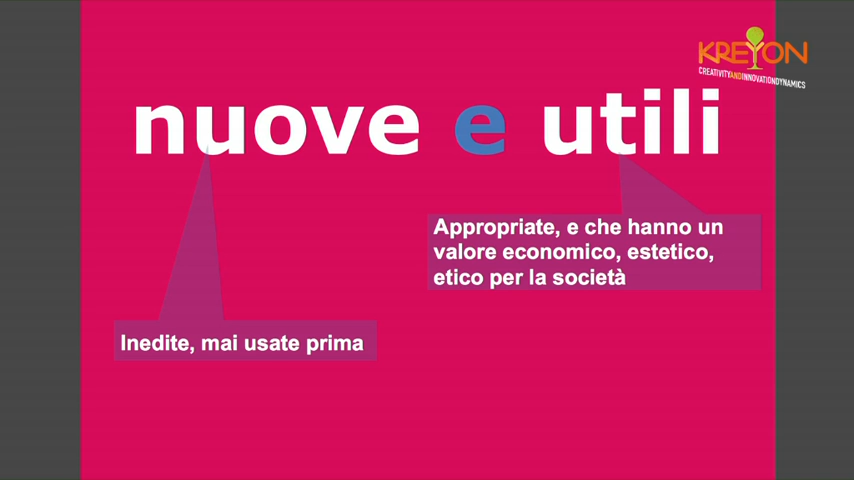 KREYON
CREATIVITYANDINNOVATIONDYNAMICS
nuove e utili
Appropriate, e che hanno un
valore economico, estetico,
etico per la società
Inedite, mai usate prima